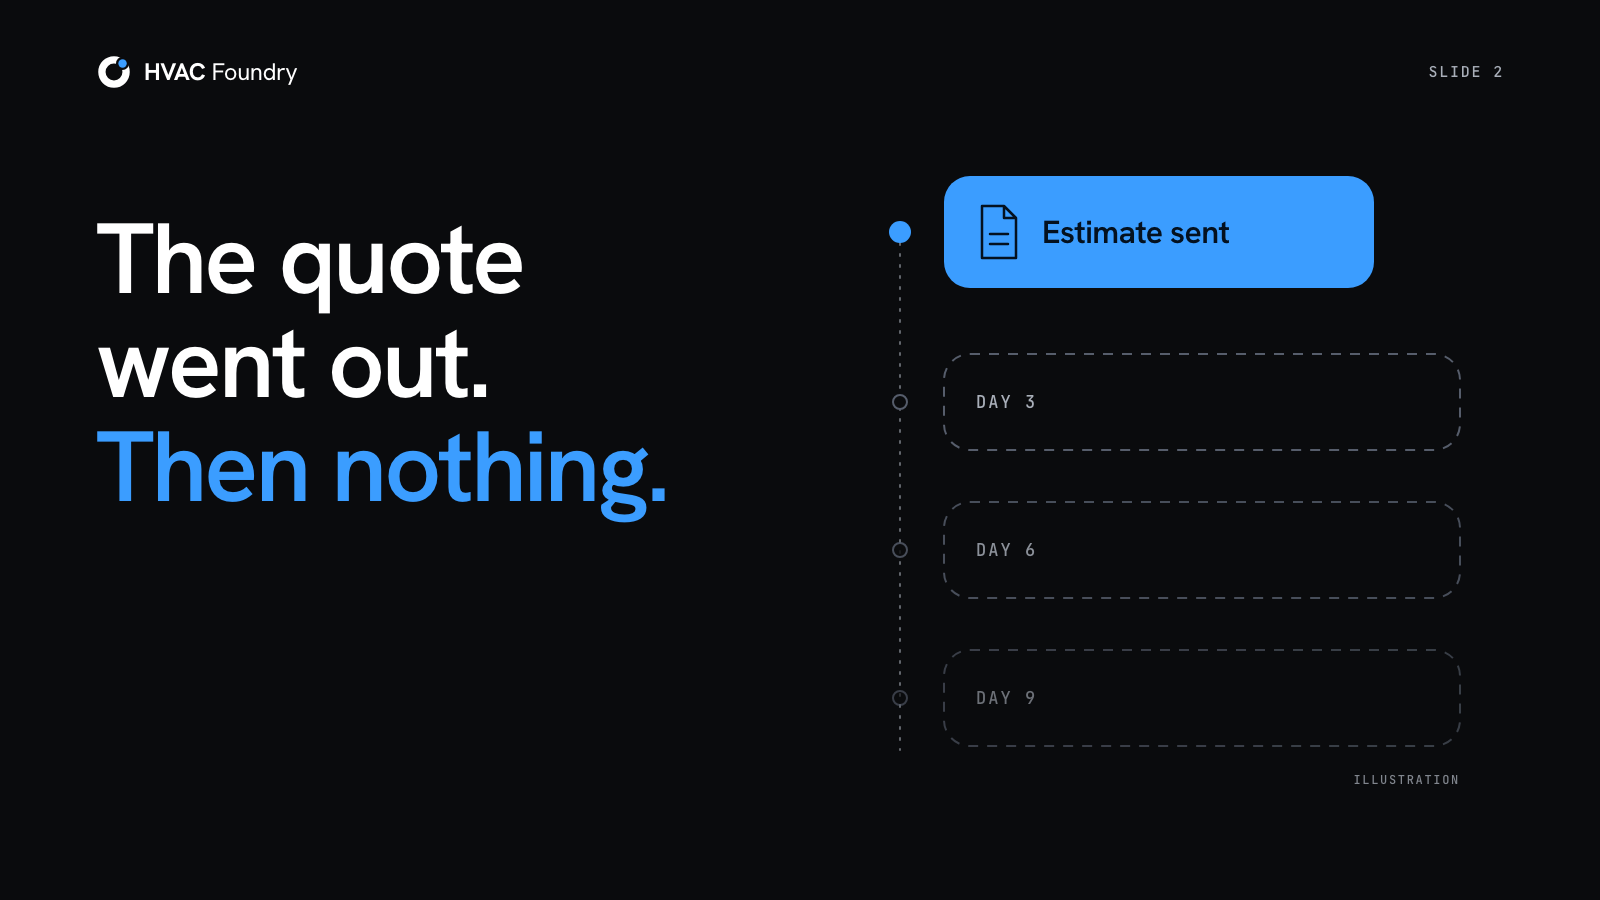 HVAC Foundry
SLIDE 2
The quote
went out.
Then nothing.
Estimate sent
DAY 3
DAY 6
DAY 9
ILLUSTRATION